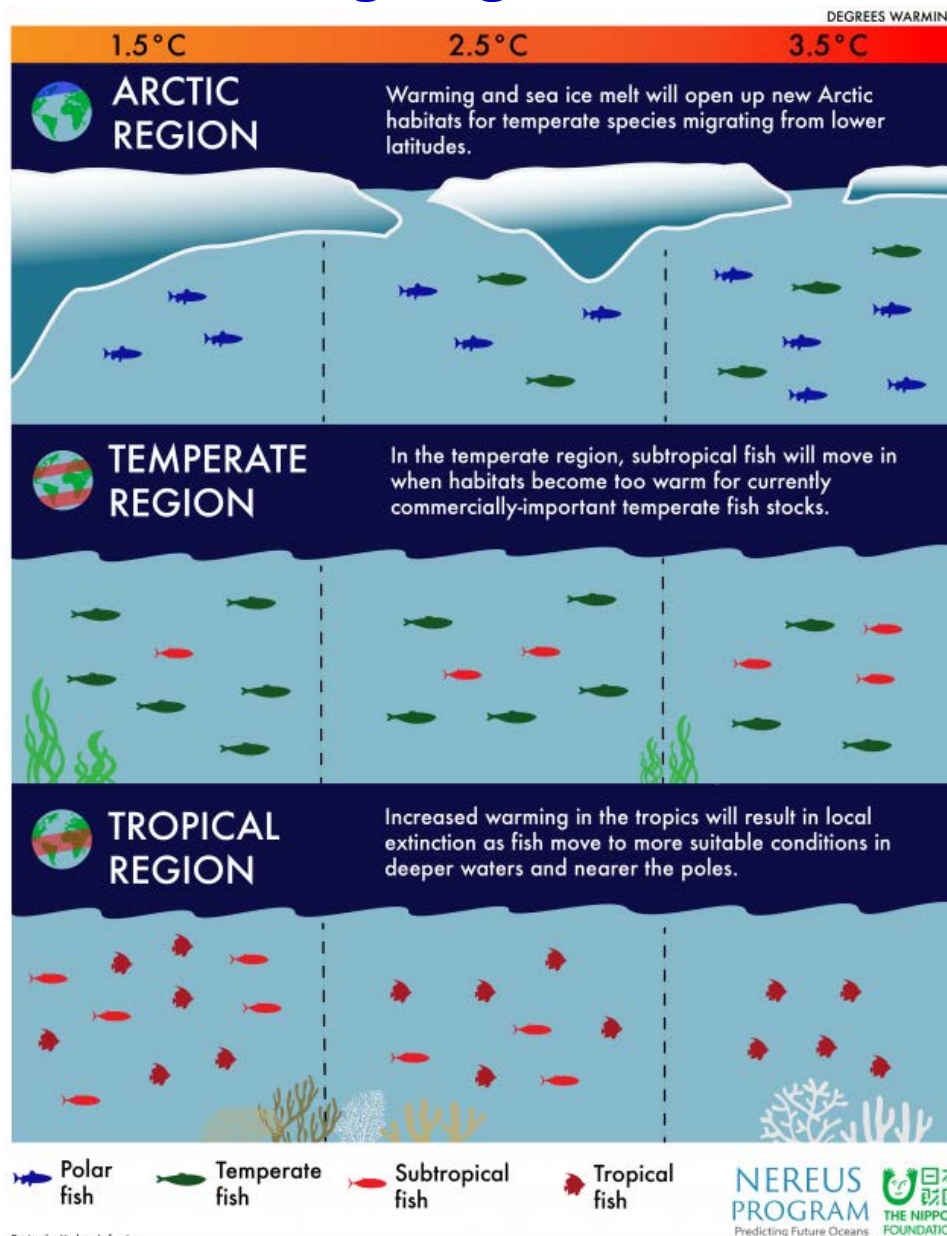 DEGREES WARMIN
1.5°C 2.5°C 3.5°C
ARCTIC
REGION
Warming and sea ice melt will open up new Arctic
habitats for temperate species migrating from lower
latitudes.
TEMPERATE
REGION
In the temperate region, subtropical fish will move in
when habitats become too warm for currently
commercially-important temperate fish stocks.
TROPICAL
REGION
Increased warming in the tropics will result in local
extinction as fish move to more suitable conditions in
deeper waters and nearer the poles.
Polar
fish
Temperate
fish
Subtropical
fish
Tropical
fish
NEREUS
PROGRAM
Predicting Future Oceans
日本
財団
THE NIPPO
FOUNDATIO